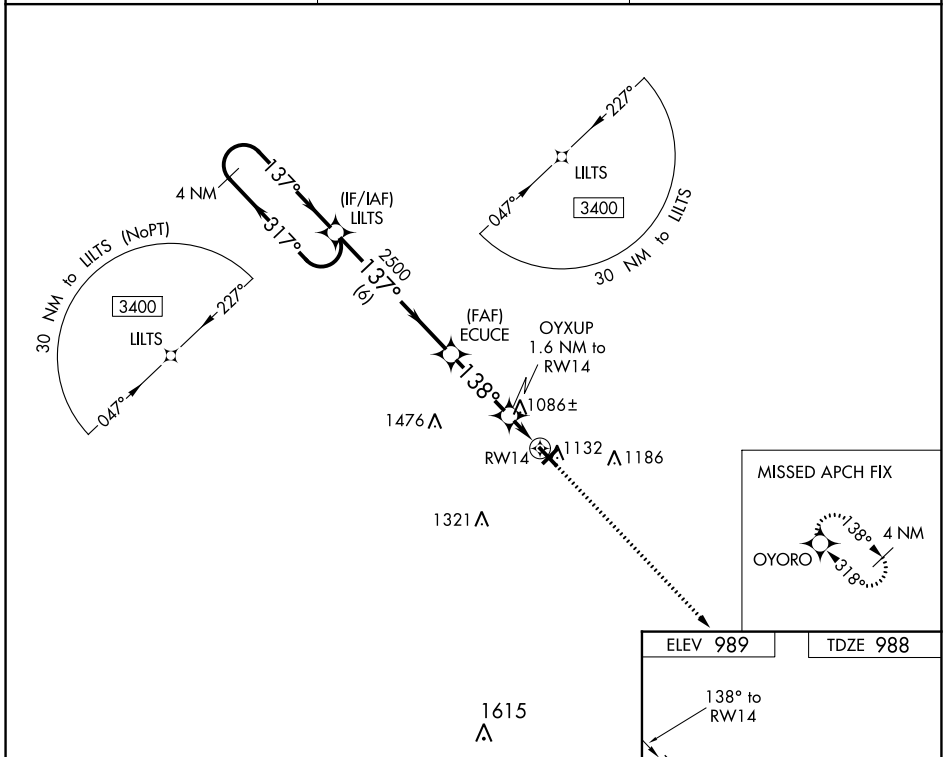 227°
LILTS
047°
3400
30 NM to LILTS
4 NM
137°
317°
(IF/IAF)
LILTS
2500
137°
(6)
30 NM to LILTS (NoPT)
3400
227°
LILTS
047°
(FAF)
ECUCE
138°
OYXUP
1.6 NM to
RW14
1086±
1476
RW14
1132
1186
1321
MISSED APCH FIX
138°
4 NM
OYORO
318°
ELEV 989
TDZE 988
138° to
RW14
1615